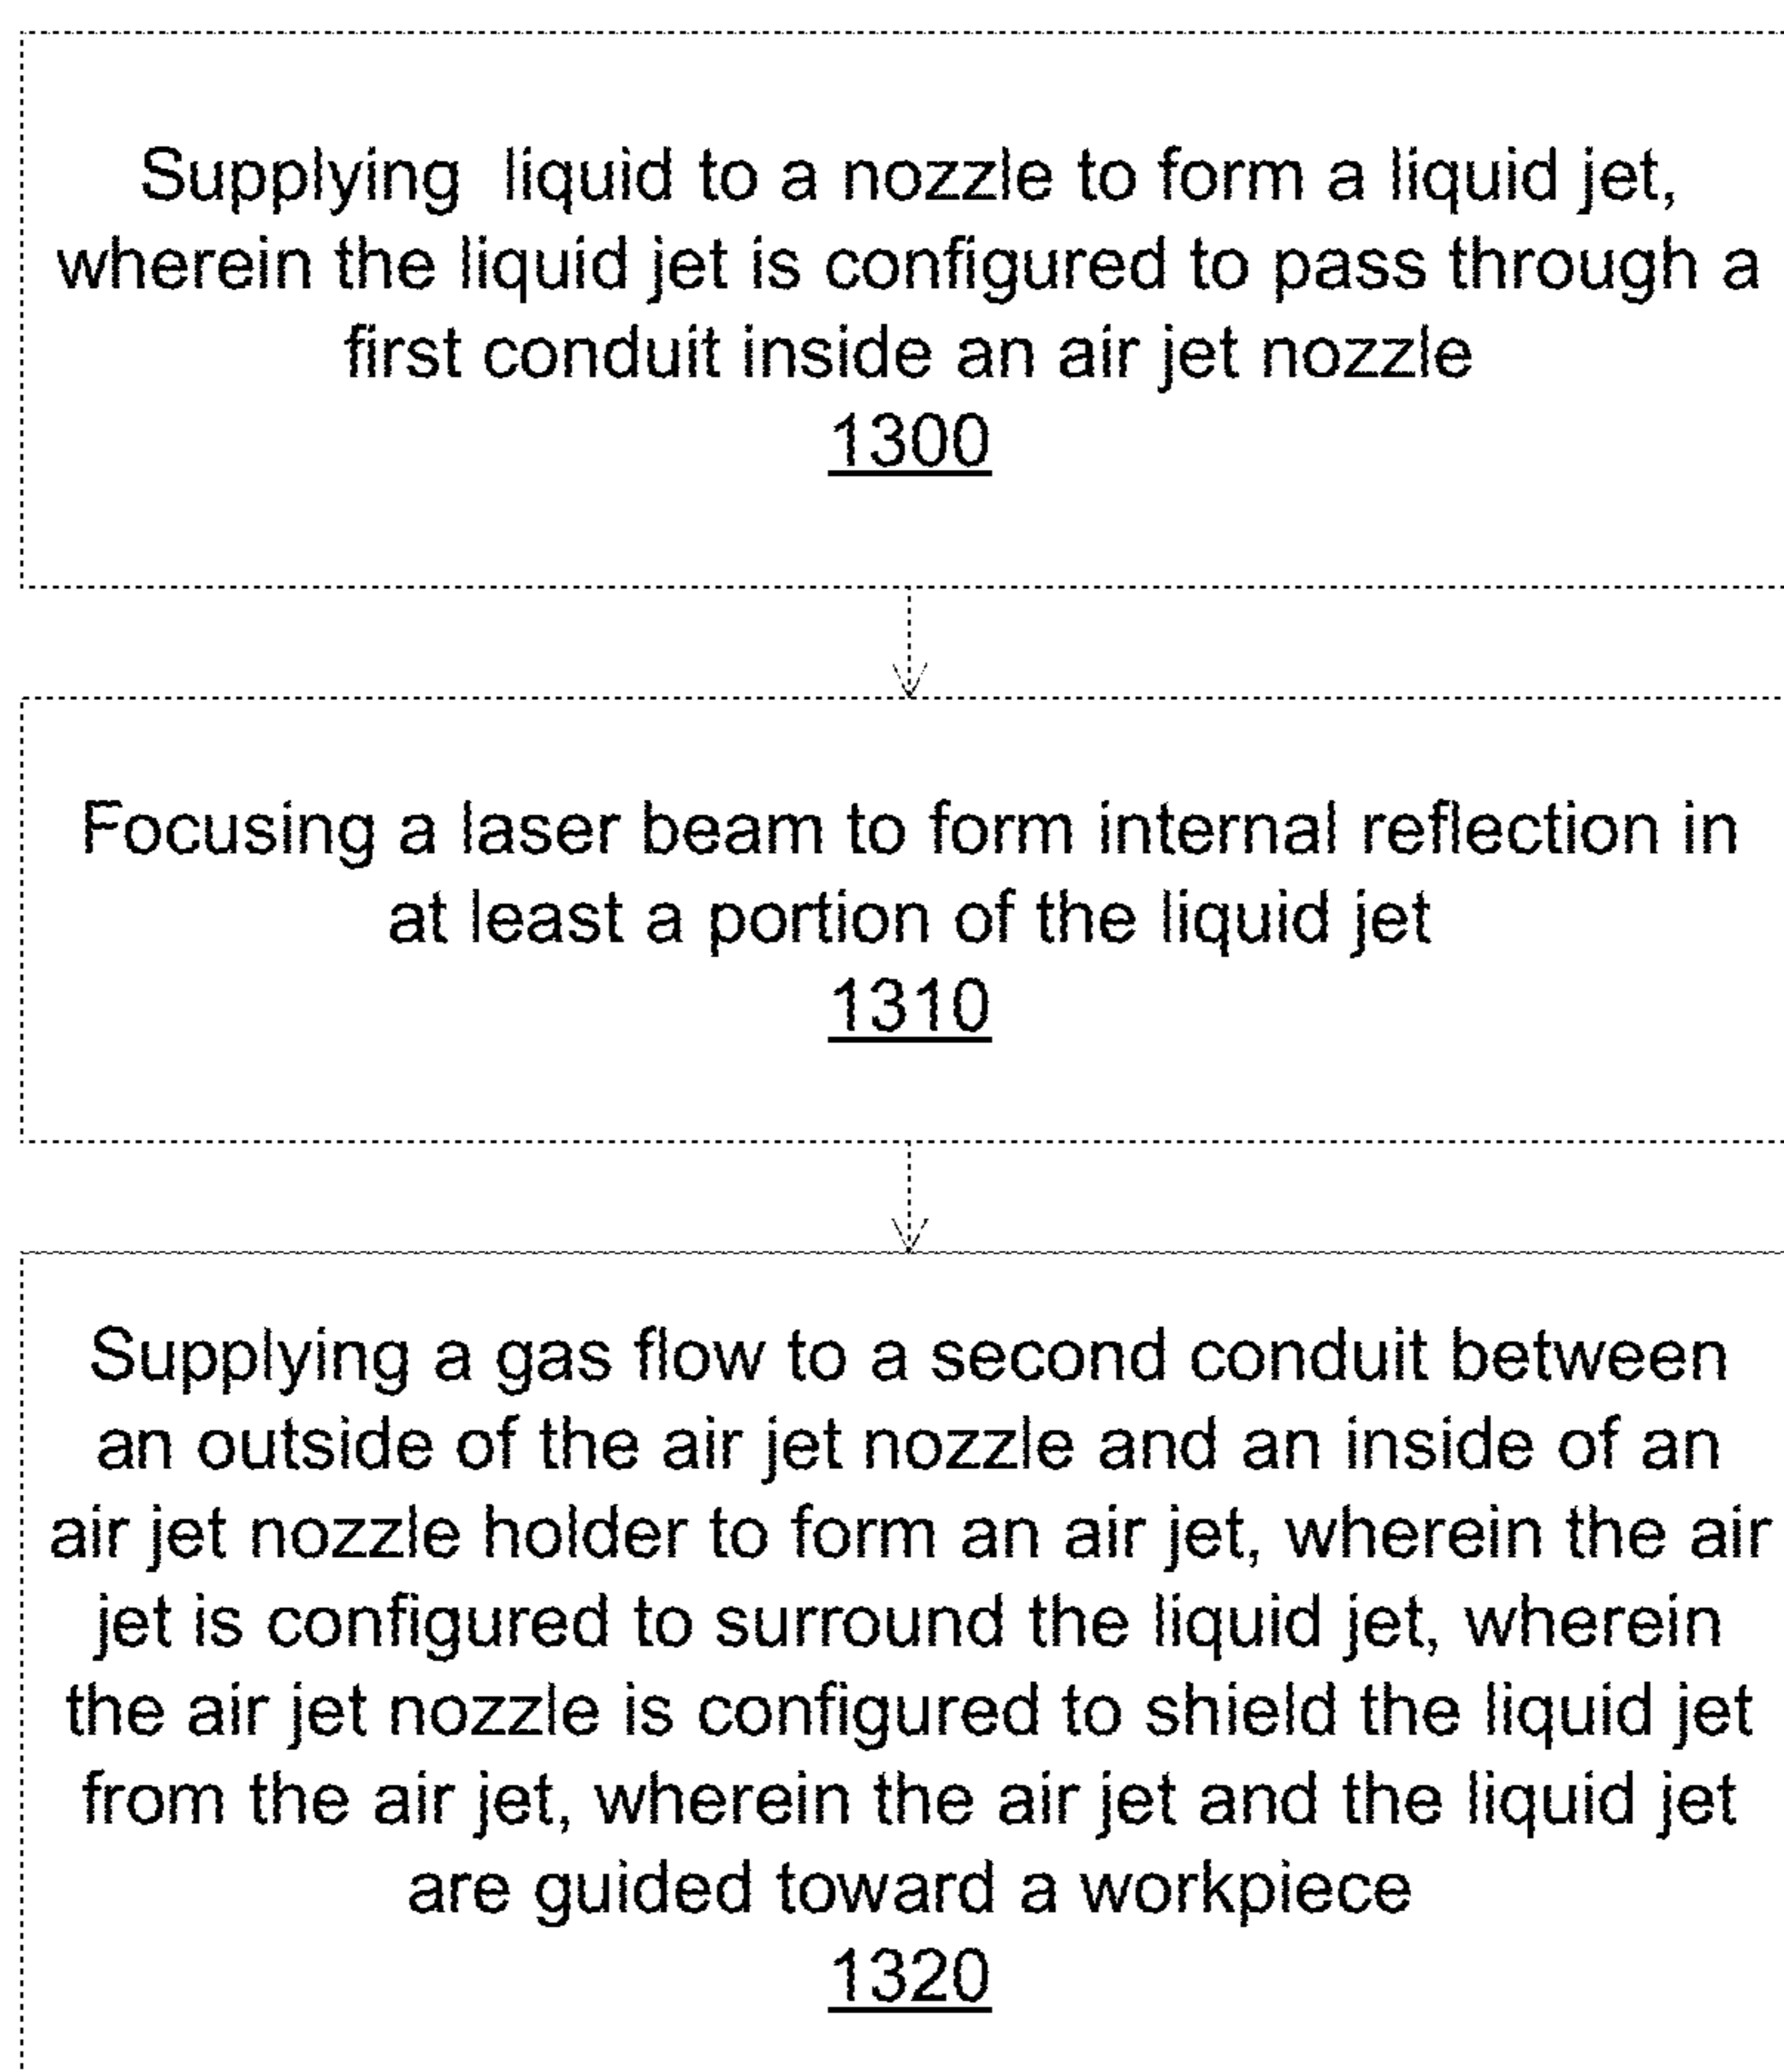 Supplying  liquid to a nozzle to form a liquid jet,
wherein the liquid jet is configured to pass through a
first conduit inside an air jet nozzle
1300
Focusing a laser beam to form internal reflection in
at least a portion of the liquid jet
1310
Supplying a gas flow to a second conduit between
an outside of the air jet nozzle and an inside of an
air jet nozzle holder to form an air jet, wherein the air
jet is configured to surround the liquid jet, wherein
the air jet nozzle is configured to shield the liquid jet
from the air jet, wherein the air jet and the liquid jet
are guided toward a workpiece
1320